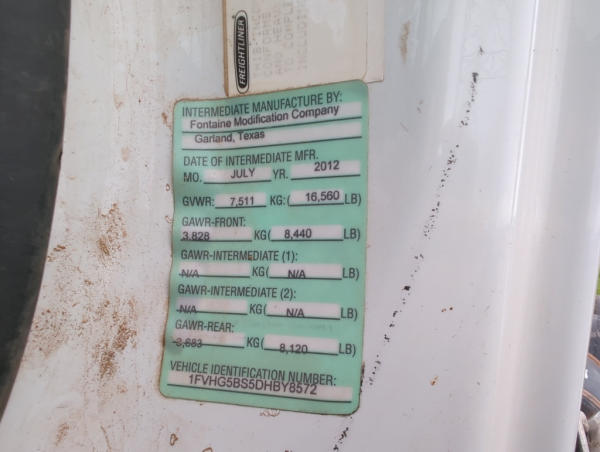 FREIGHTLINER
INTERMEDIATE MANUFACTURE BY:
Fontaine Modification Company
Garland, Texas
DATE OF INTERMEDIATE MFR.
MO. JULY YR. 2012
GVWR: 7,511 KG: ( 16,560 LB)
GAWR-FRONT:
3,828 KG ( 8,440 LB)
GAWR-INTERMEDIATE (1):
N/A KG ( N/A LB)
GAWR-INTERMEDIATE (2):
N/A KG ( N/A LB)
GAWR-REAR:
3,683 KG ( 8,120 LB)
VEHICLE IDENTIFICATION NUMBER:
1FVHG5BS5DHBY8572